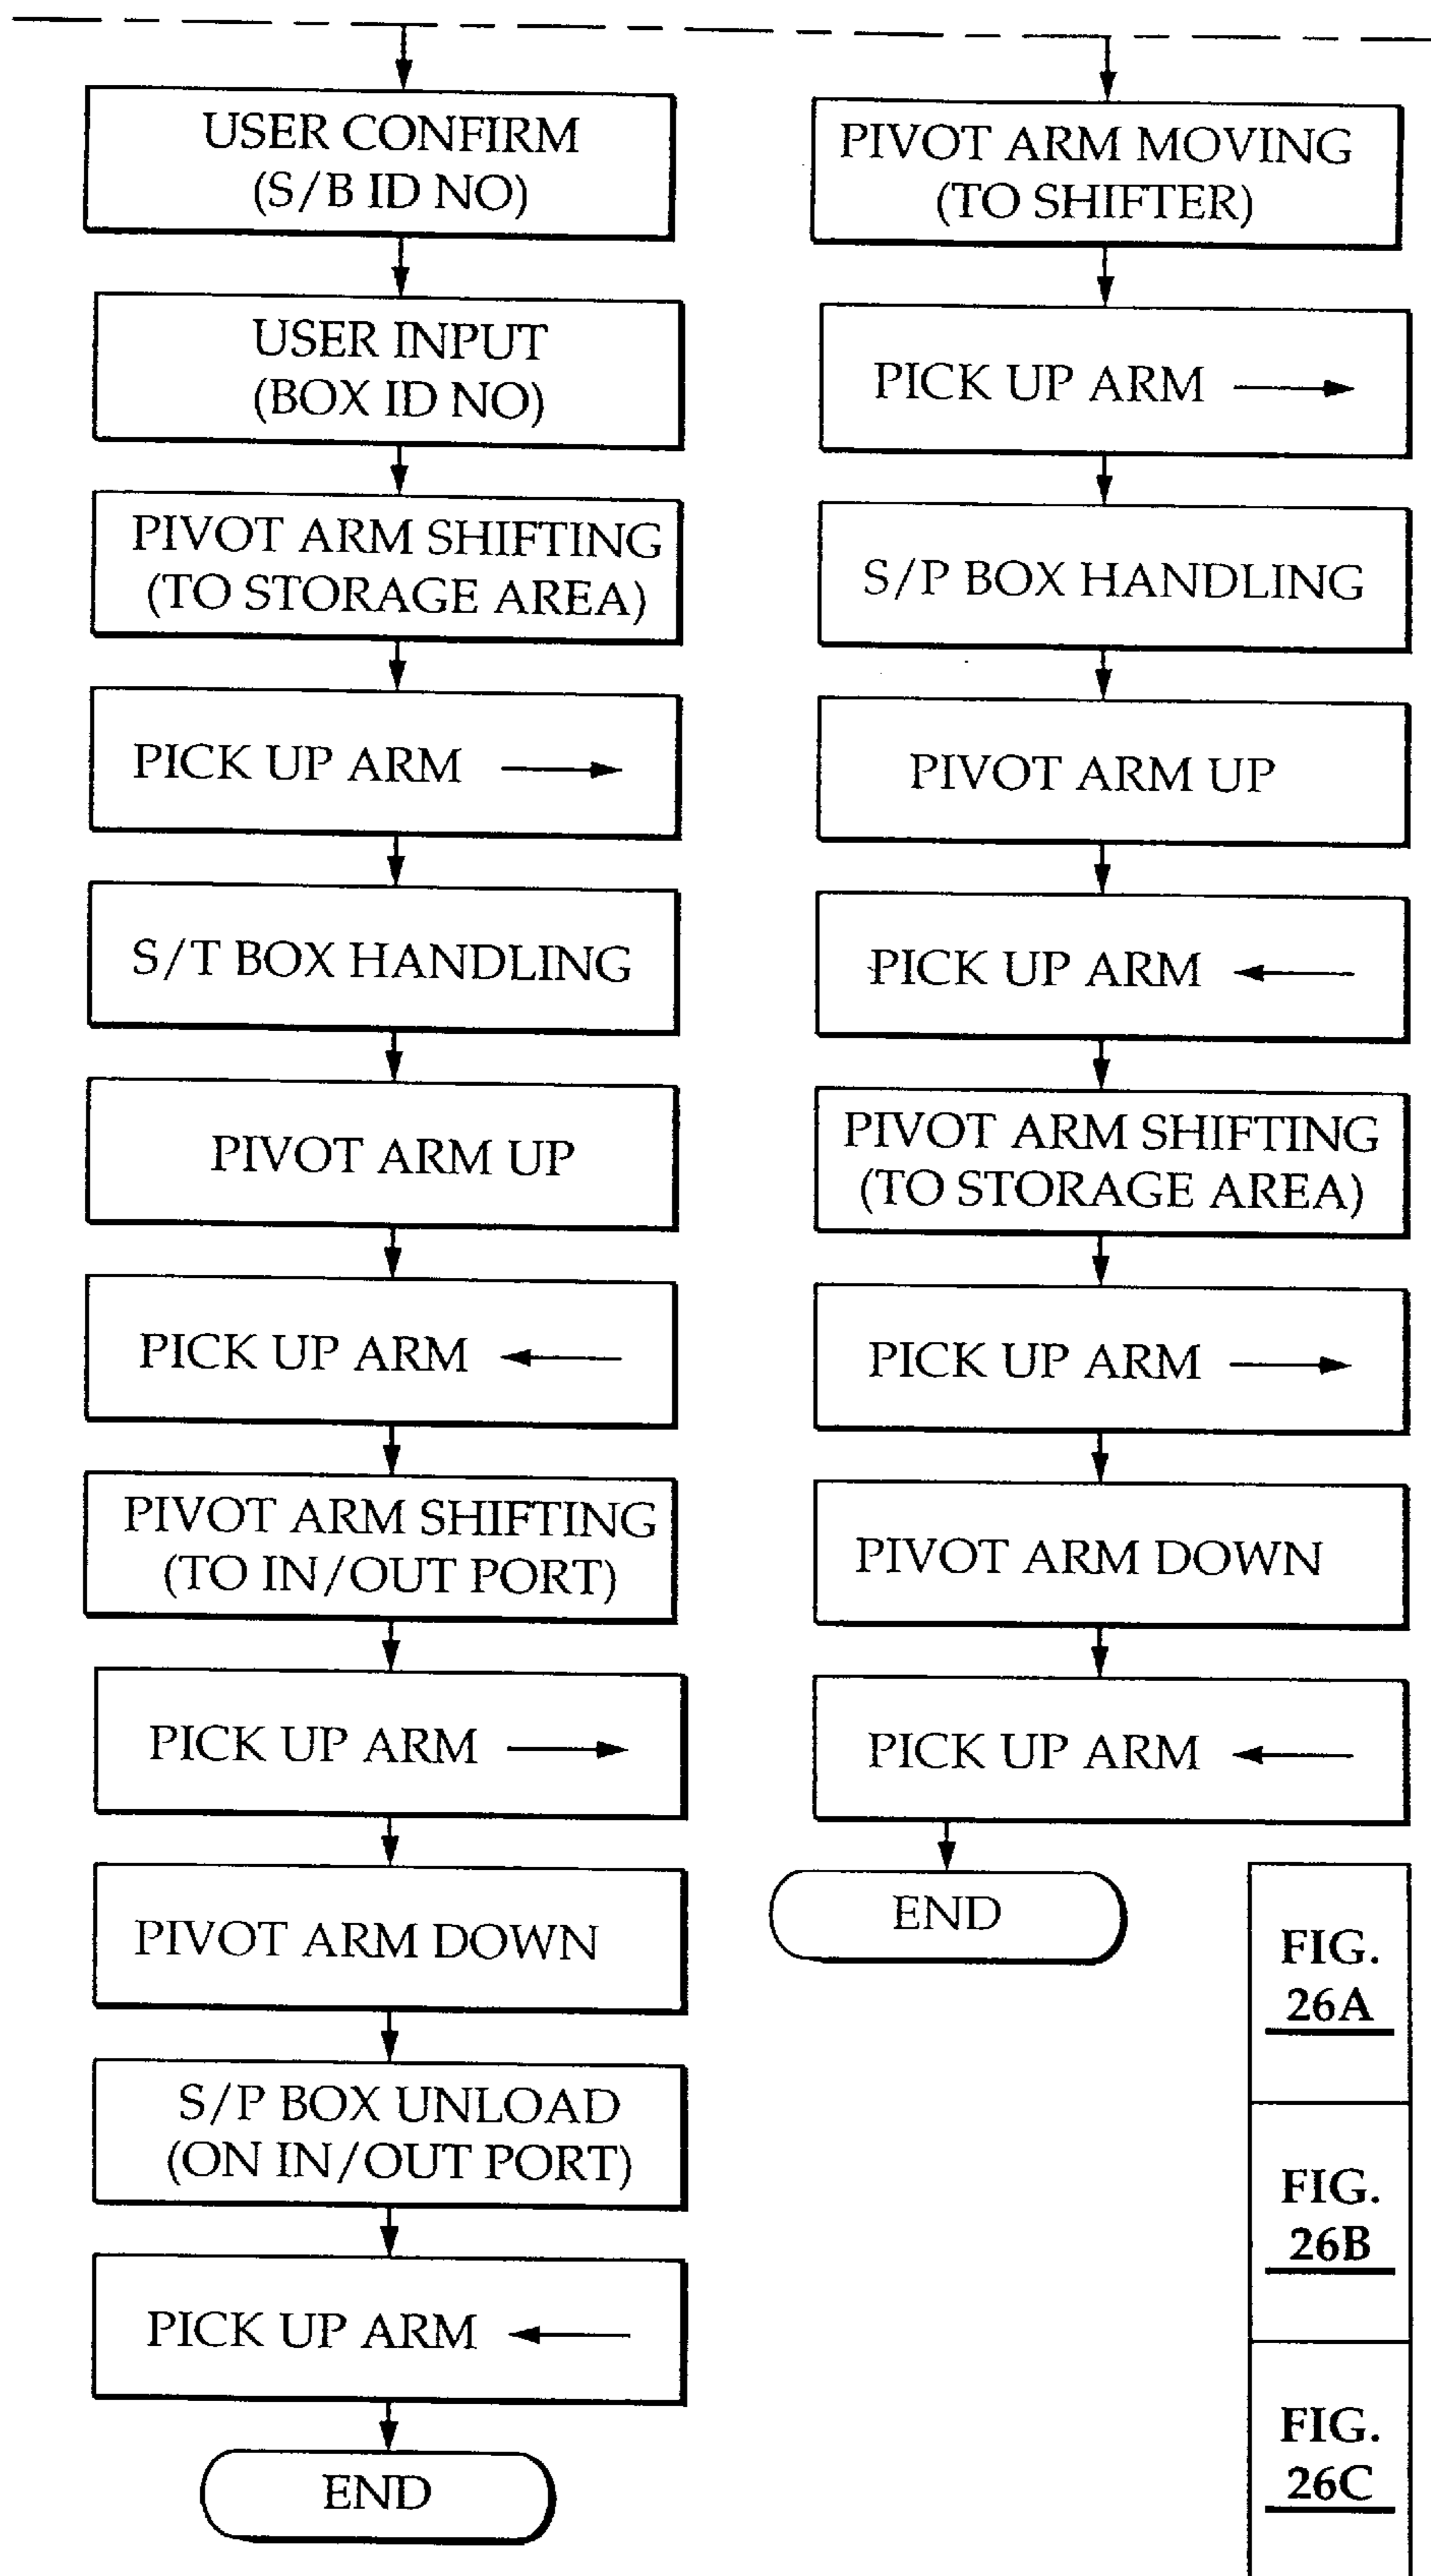 USER CONFIRM
(S/B ID NO)
USER INPUT
(BOX ID NO)
PIVOT ARM SHIFTING
(TO STORAGE AREA)
PICK UP ARM →
S/T BOX HANDLING
PIVOT ARM UP
PICK UP ARM ←
PIVOT ARM SHIFTING
(TO IN/OUT PORT)
PICK UP ARM →
PIVOT ARM DOWN
S/P BOX UNLOAD
(ON IN/OUT PORT)
PICK UP ARM ←
END
PIVOT ARM MOVING
(TO SHIFTER)
PICK UP ARM →
S/P BOX HANDLING
PIVOT ARM UP
PICK UP ARM ←
PIVOT ARM SHIFTING
(TO STORAGE AREA)
PICK UP ARM →
PIVOT ARM DOWN
PICK UP ARM ←
END
FIG.
26A
FIG.
26B
FIG.
26C